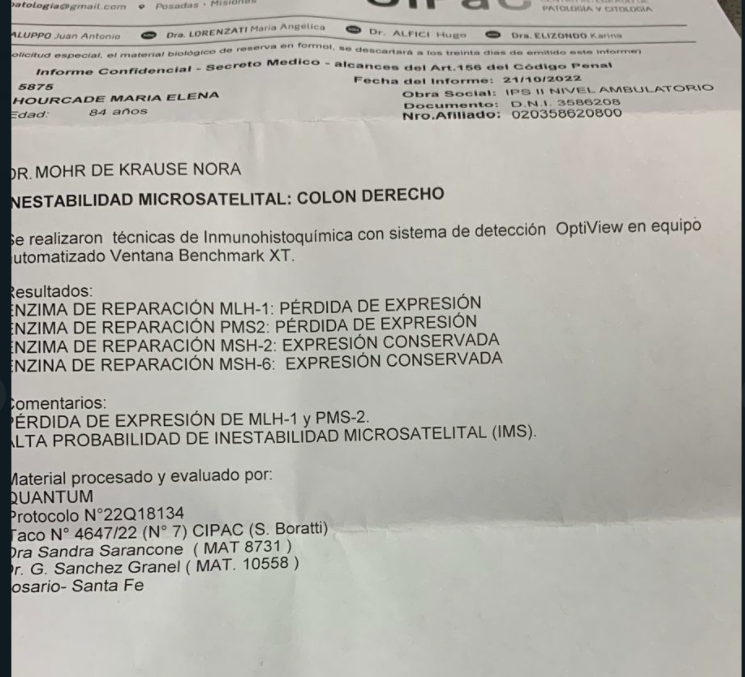 patologia@gmail.com Posadas - Misiones
CIPaC
PATOLOGIA Y CITOLOGIA
ALUPPO Juan Antonio Dra. LORENZATI María Angélica Dr. ALFICI Hugo Dra. ELIZONDO Karina
solicitud especial, el material biológico de reserva en formol, se descartará a los treinta días de emitido este informe)
Informe Confidencial - Secreto Medico - alcances del Art.156 del Código Penal
Fecha del Informe: 21/10/2022
5875
Obra Social: IPS II NIVEL AMBULATORIO
HOURCADE MARIA ELENA
Documento: D.N.I. 3586208
Edad: 84 años
Nro.Afiliado: 020358620800
DR. MOHR DE KRAUSE NORA
INESTABILIDAD MICROSATELITAL: COLON DERECHO
Se realizaron técnicas de Inmunohistoquímica con sistema de detección OptiView en equipo
automatizado Ventana Benchmark XT.
Resultados:
ENZIMA DE REPARACIÓN MLH-1: PÉRDIDA DE EXPRESIÓN
ENZIMA DE REPARACIÓN PMS2: PÉRDIDA DE EXPRESIÓN
ENZIMA DE REPARACIÓN MSH-2: EXPRESIÓN CONSERVADA
ENZINA DE REPARACIÓN MSH-6: EXPRESIÓN CONSERVADA
Comentarios:
PÉRDIDA DE EXPRESIÓN DE MLH-1 y PMS-2.
ALTA PROBABILIDAD DE INESTABILIDAD MICROSATELITAL (IMS).
Material procesado y evaluado por:
QUANTUM
Protocolo N°22Q18134
Taco N° 4647/22 (N° 7) CIPAC (S. Boratti)
Dra Sandra Sarancone ( MAT 8731 )
Dr. G. Sanchez Granel ( MAT. 10558 )
Rosario- Santa Fe